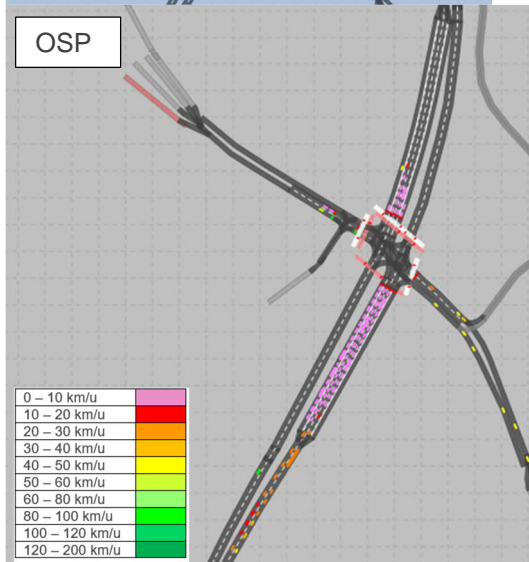 OSP
0 – 10 km/u
10 – 20 km/u
20 – 30 km/u
30 – 40 km/u
40 – 50 km/u
50 – 60 km/u
60 – 80 km/u
80 – 100 km/u
100 – 120 km/u
120 – 200 km/u